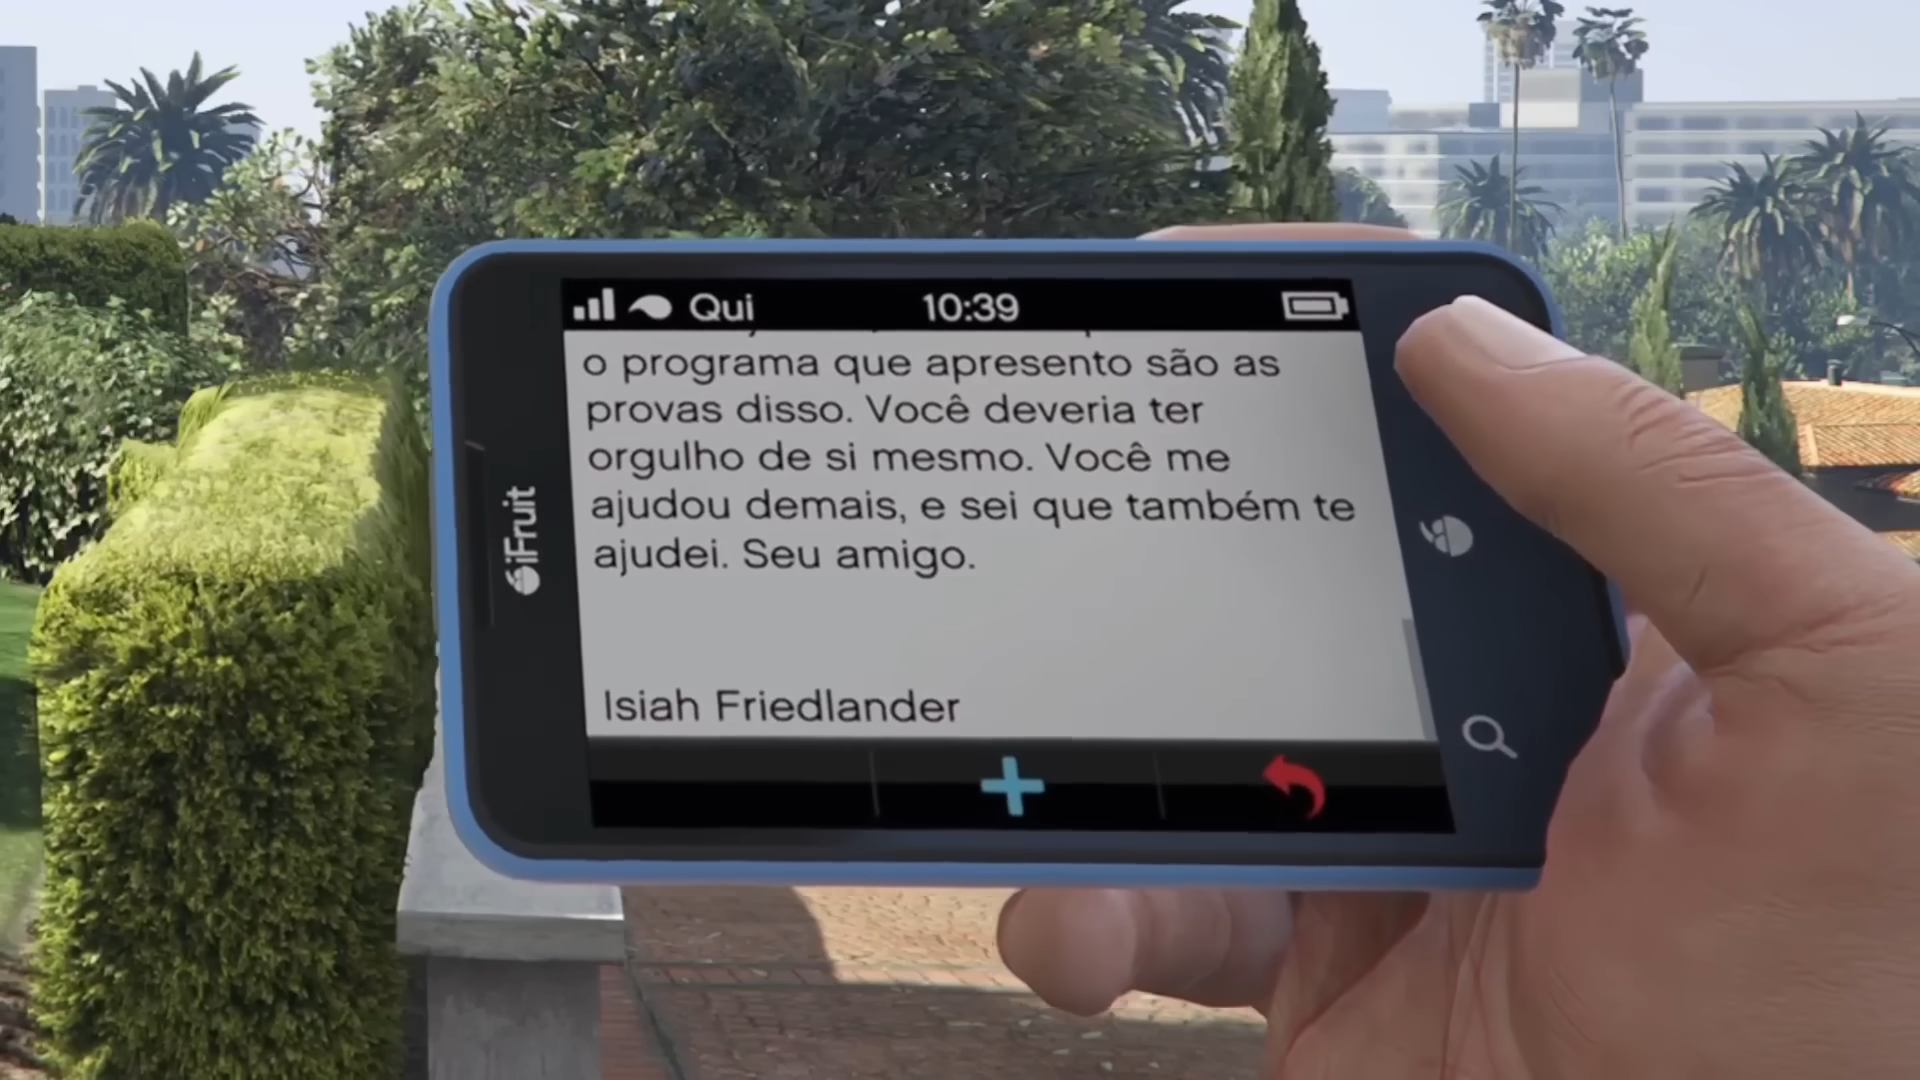 Qui 10:39
o programa que apresento são as
provas disso. Você deveria ter
orgulho de si mesmo. Você me
ajudou demais, e sei que também te
ajudei. Seu amigo.
Isiah Friedlander
iFruit